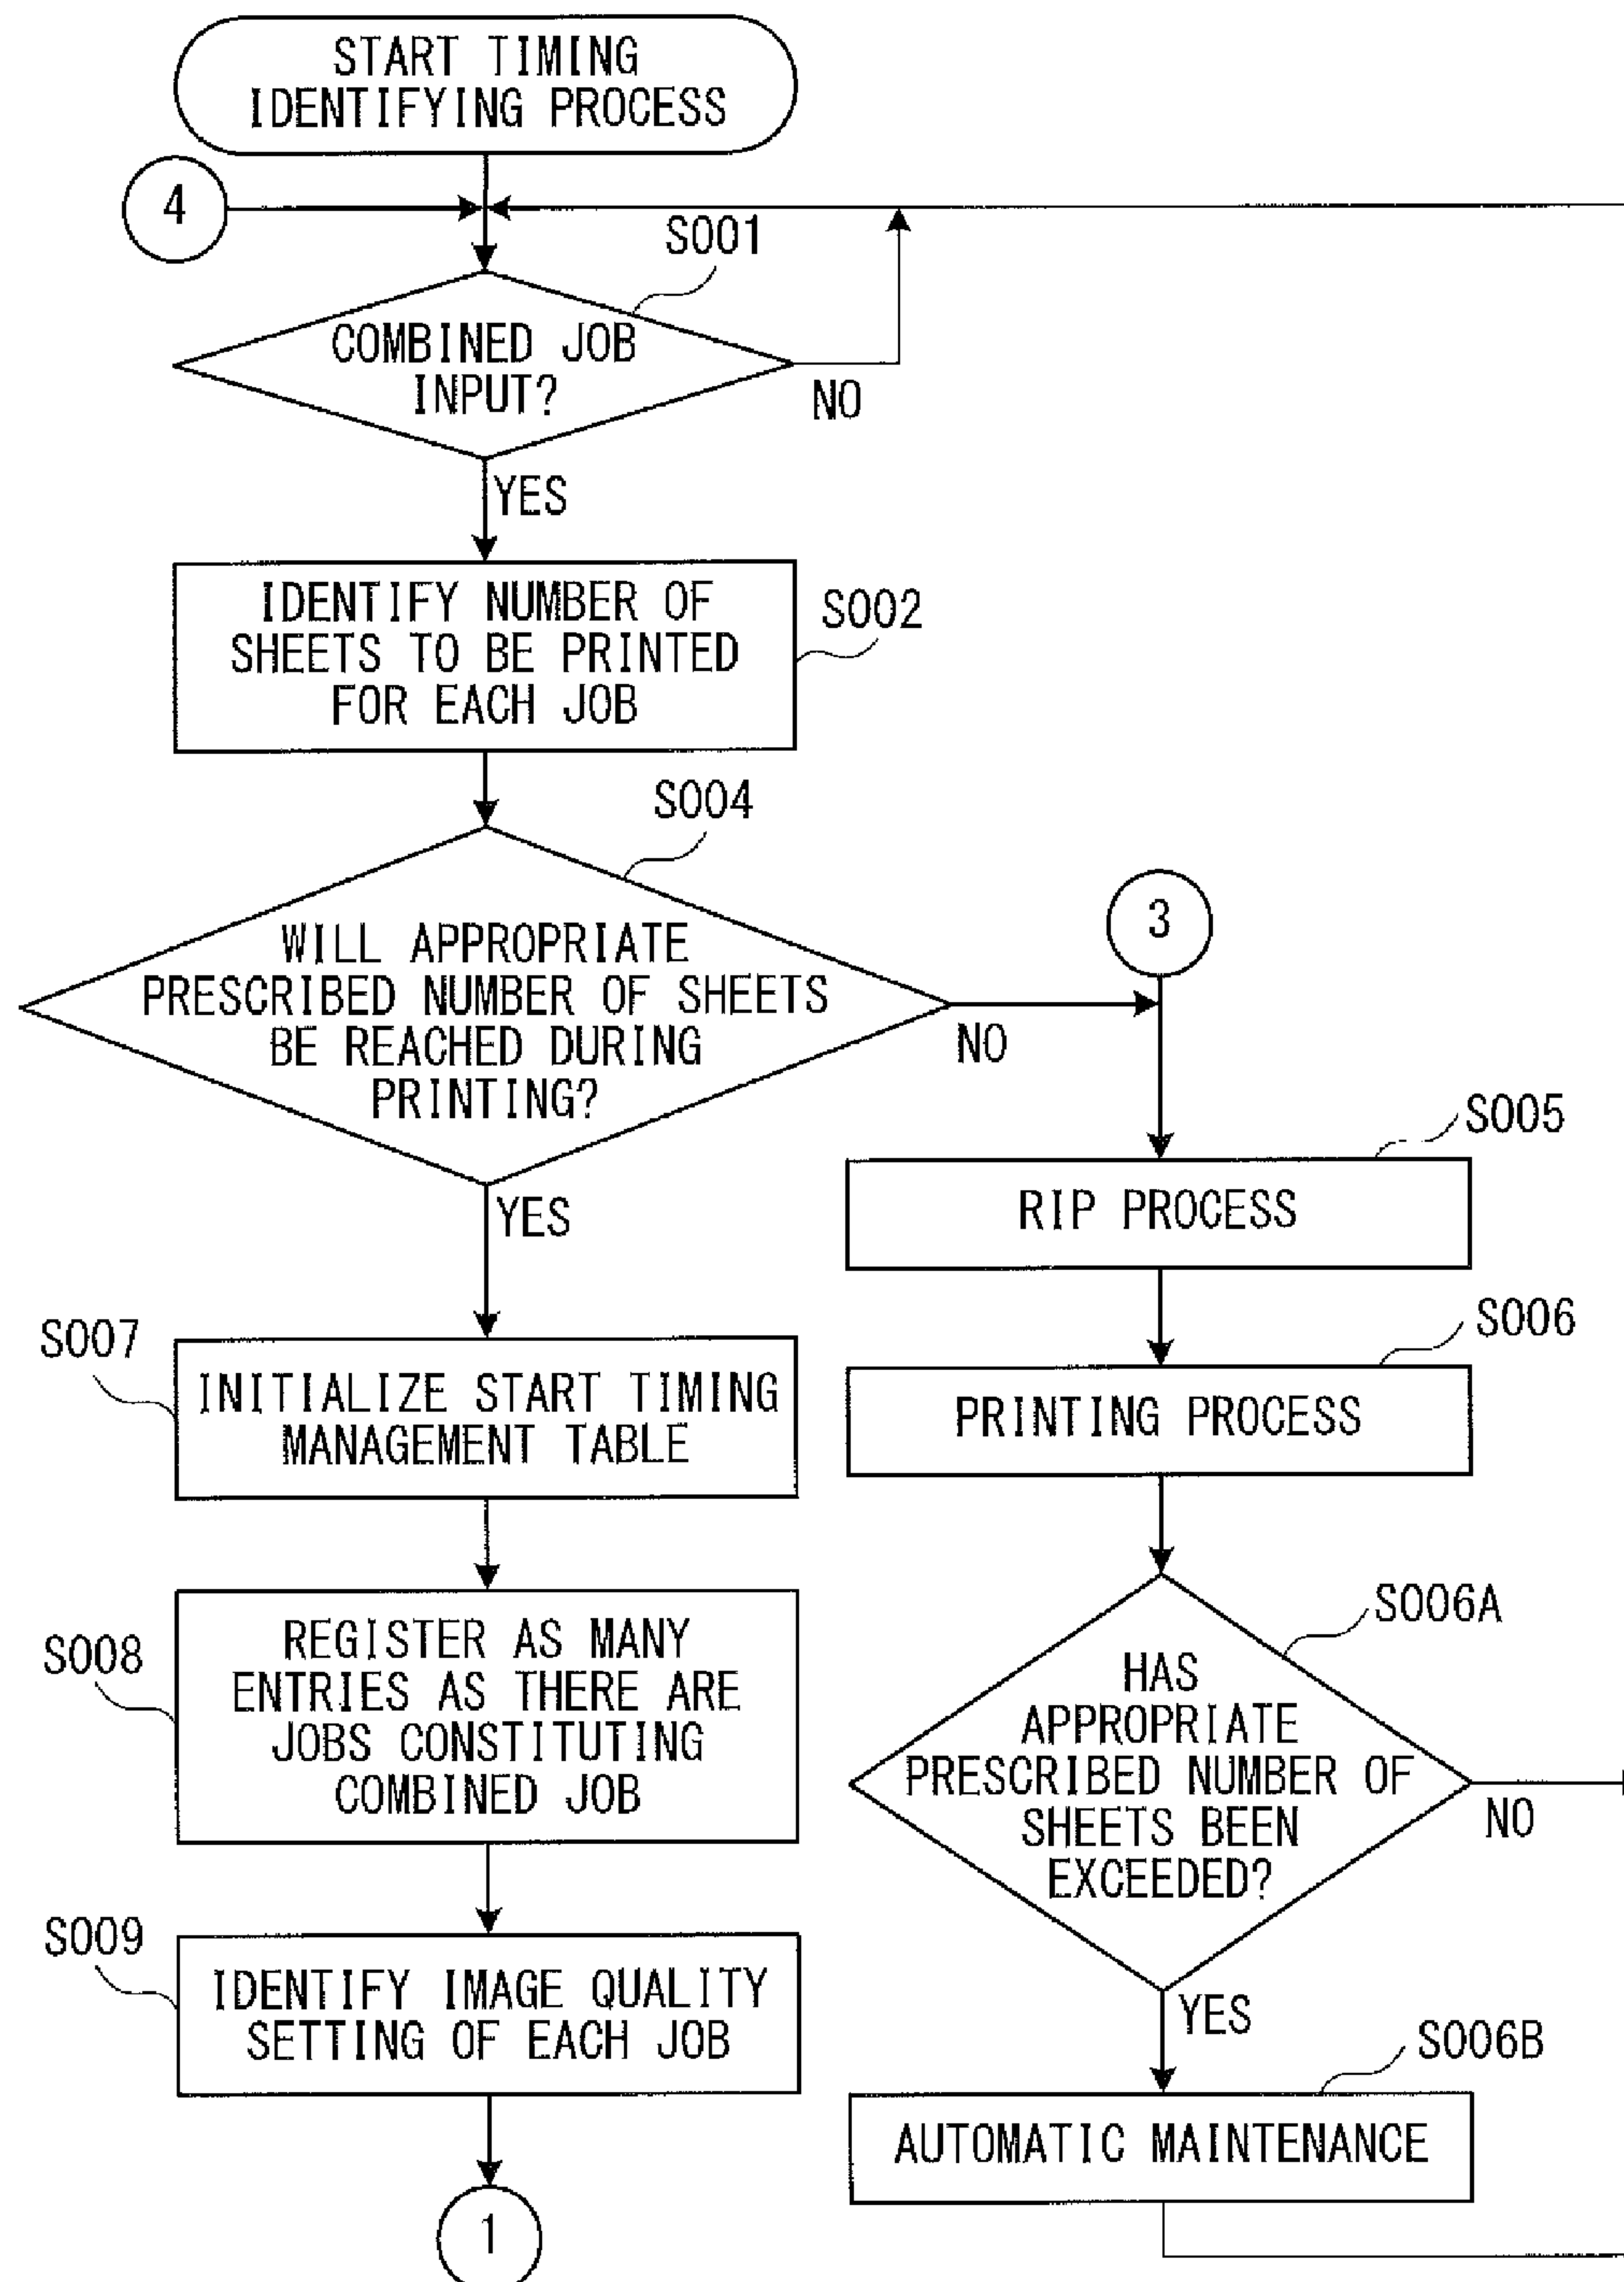 START TIMING
IDENTIFYING PROCESS
4
S001
COMBINED JOB
INPUT?
NO
YES
IDENTIFY NUMBER OF
SHEETS TO BE PRINTED
FOR EACH JOB
S002
S004
WILL APPROPRIATE
PRESCRIBED NUMBER OF SHEETS
BE REACHED DURING
PRINTING?
NO
YES
3
S005
RIP PROCESS
S006
PRINTING PROCESS
S007
INITIALIZE START TIMING
MANAGEMENT TABLE
S008
REGISTER AS MANY
ENTRIES AS THERE ARE
JOBS CONSTITUTING
COMBINED JOB
S006A
HAS
APPROPRIATE
PRESCRIBED NUMBER OF
SHEETS BEEN
EXCEEDED?
NO
YES
S009
IDENTIFY IMAGE QUALITY
SETTING OF EACH JOB
S006B
AUTOMATIC MAINTENANCE
1